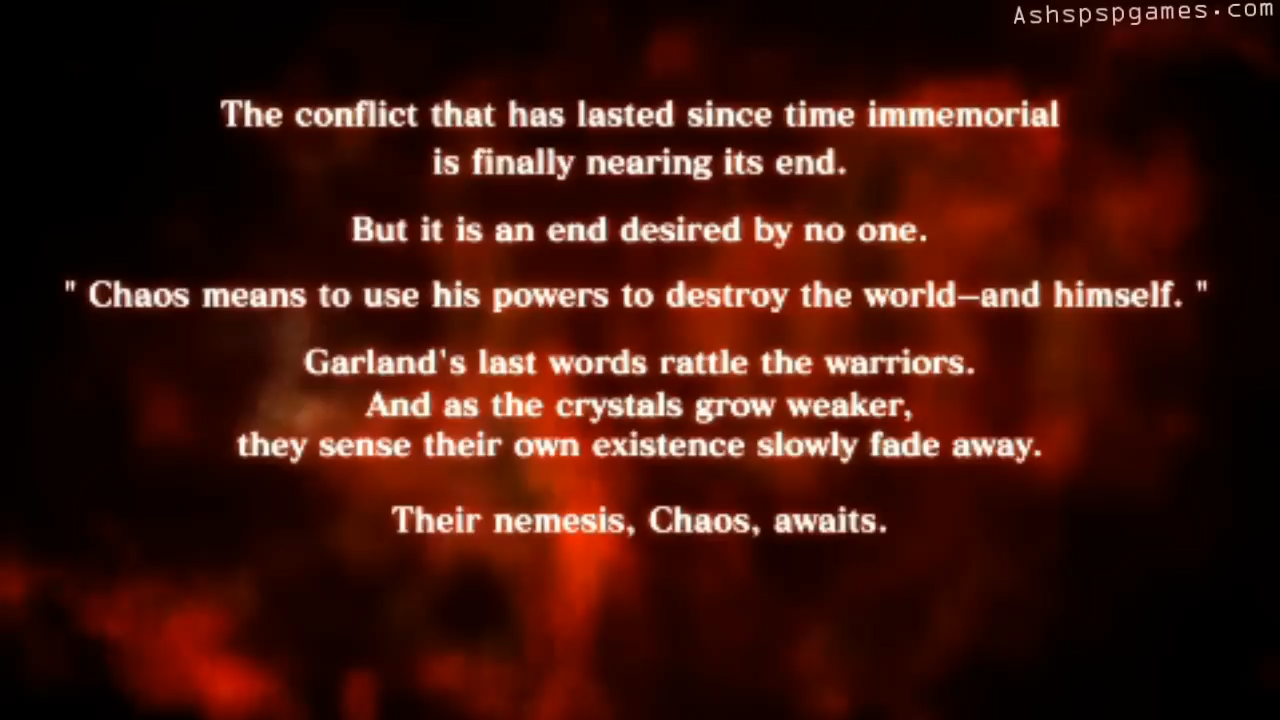 Ashspspgames.com
The conflict that has lasted since time immemorial
is finally nearing its end.
But it is an end desired by no one.
" Chaos means to use his powers to destroy the world—and himself. "
Garland's last words rattle the warriors.
And as the crystals grow weaker,
they sense their own existence slowly fade away.
Their nemesis, Chaos, awaits.